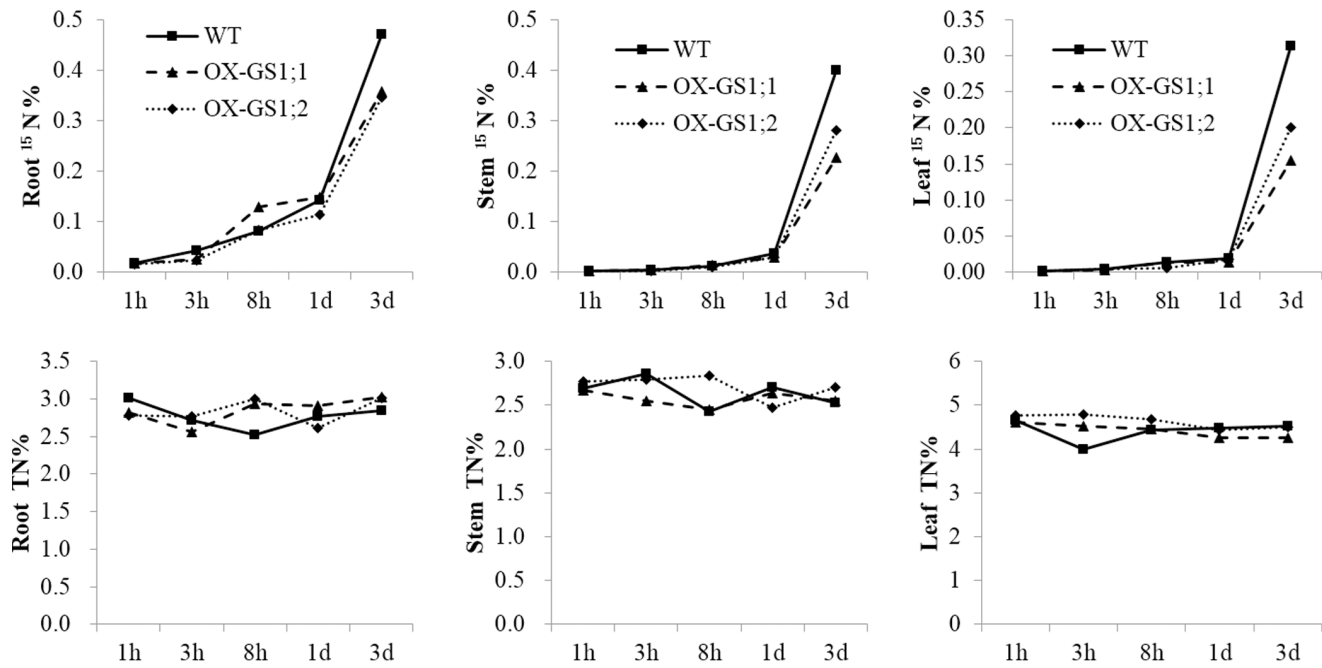 Root ¹⁵ N %
0.5
0.4
0.3
0.2
0.1
0.0
WT
OX-GS1;1
OX-GS1;2
1h 3h 8h 1d 3d
Stem ¹⁵ N %
0.5
0.4
0.3
0.2
0.1
0.0
WT
OX-GS1;1
OX-GS1;2
1h 3h 8h 1d 3d
Leaf ¹⁵ N %
0.35
0.30
0.25
0.20
0.15
0.10
0.05
0.00
WT
OX-GS1;1
OX-GS1;2
1h 3h 8h 1d 3d
Root TN%
3.5
3.0
2.5
2.0
1.5
1.0
0.5
0.0
1h 3h 8h 1d 3d
Stem TN%
3.0
2.5
2.0
1.5
1.0
0.5
0.0
1h 3h 8h 1d 3d
Leaf TN%
6
5
4
3
2
1
0
1h 3h 8h 1d 3d